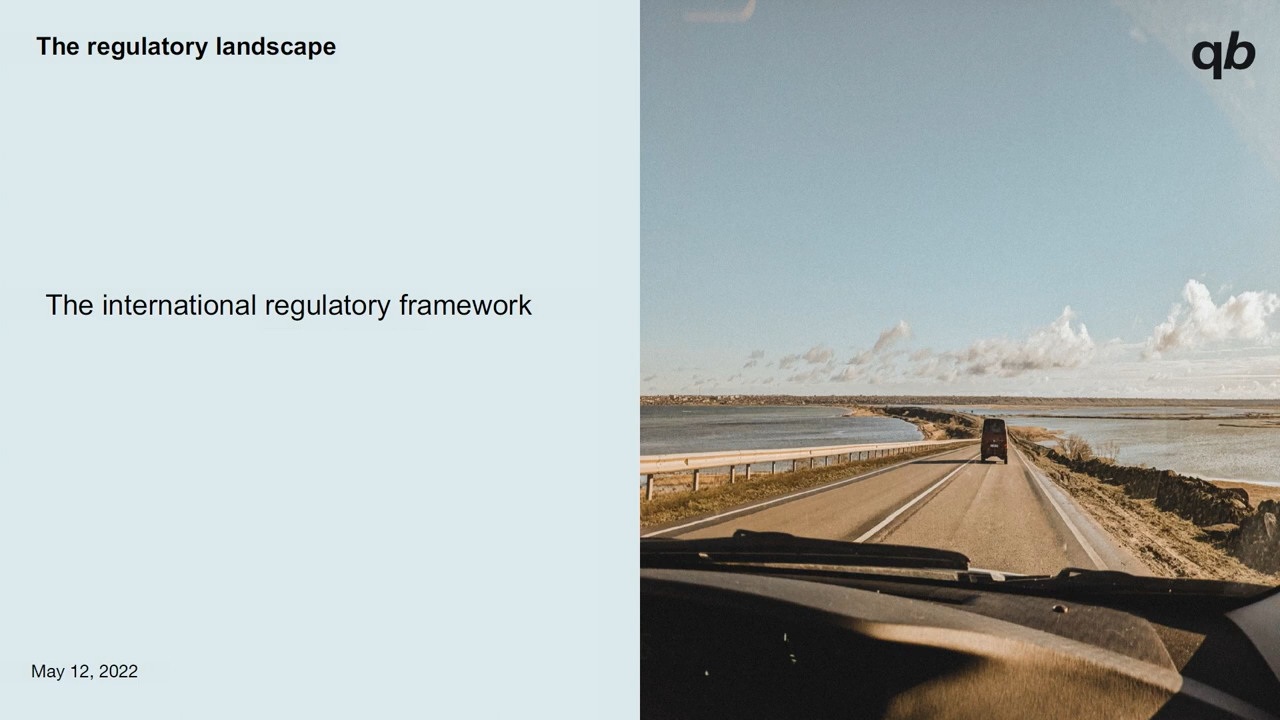 The regulatory landscape
qb
The international regulatory framework
May 12, 2022